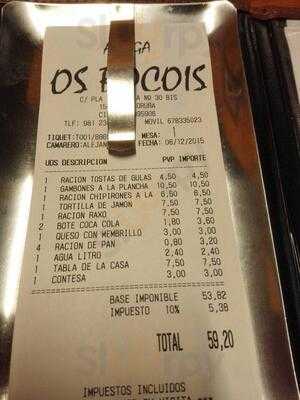 OS BOCOIS
C/ PLA NO 30 BIS
TLF: 981 MOVIL 678335023
TIQUET:T001/ MESA: 1
CAMARERO:ALEJAN FECHA: 06/12/2015
UDS DESCRIPCION PVP IMPORTE
1 RACION TOSTAS DE GULAS 4,50 4,50
1 GAMBONES A LA PLANCHA 10,50 10,50
1 RACION CHIPIRONES A LA 6,50 6,50
1 TORTILLA DE JAMON 7,50 7,50
1 RACION RAXO 7,50 7,50
2 BOTE COCA COLA 1,80 3,60
1 QUESO CON MEMBRILLO 3,00 3,00
4 RACION DE PAN 0,80 3,20
1 AGUA LITRO 2,40 2,40
1 TABLA DE LA CASA 7,50 7,50
1 CONTESA 3,00 3,00
BASE IMPONIBLE 53,82
IMPUESTO 10% 5,38
TOTAL 59,20
IMPUESTOS INCLUIDOS